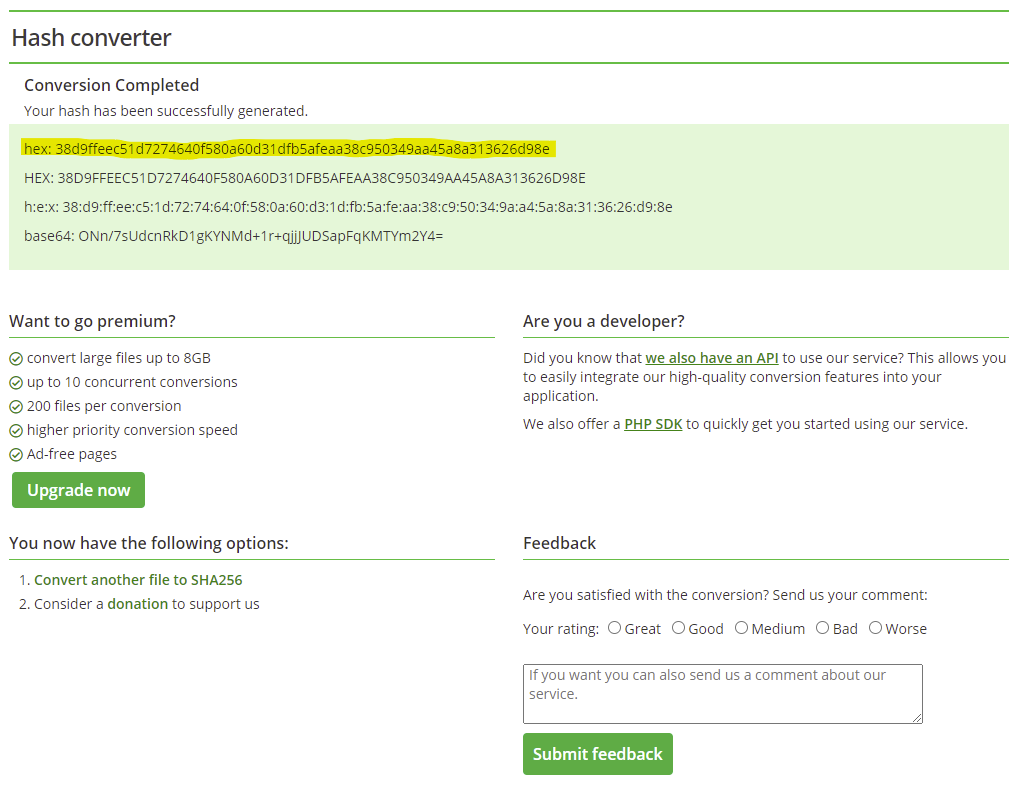 Hash converter
Conversion Completed
Your hash has been successfully generated.
hex: 38d9ffeec51d7274640f580a60d31dfb5afeaa38c950349aa45a8a313626d98e
HEX: 38D9FFEEC51D7274640F580A60D31DFB5AFEAA38C950349AA45A8A313626D98E
h:e:x: 38:d9:ff:ee:c5:1d:72:74:64:0f:58:0a:60:d3:1d:fb:5a:fe:aa:38:c9:50:34:9a:a4:5a:8a:31:36:26:d9:8e
base64: ONn/7sUdcnRkD1gKYNMd+1r+qjjJUDSapFqKMTYm2Y4=
Want to go premium?
convert large files up to 8GB
up to 10 concurrent conversions
200 files per conversion
higher priority conversion speed
Ad-free pages
Upgrade now
Are you a developer?
Did you know that we also have an API to use our service? This allows you
to easily integrate our high-quality conversion features into your
application.
We also offer a PHP SDK to quickly get you started using our service.
You now have the following options:
1. Convert another file to SHA256
2. Consider a donation to support us
Feedback
Are you satisfied with the conversion? Send us your comment:
Your rating: Great Good Medium Bad Worse
If you want you can also send us a comment about our
service.
Submit feedback